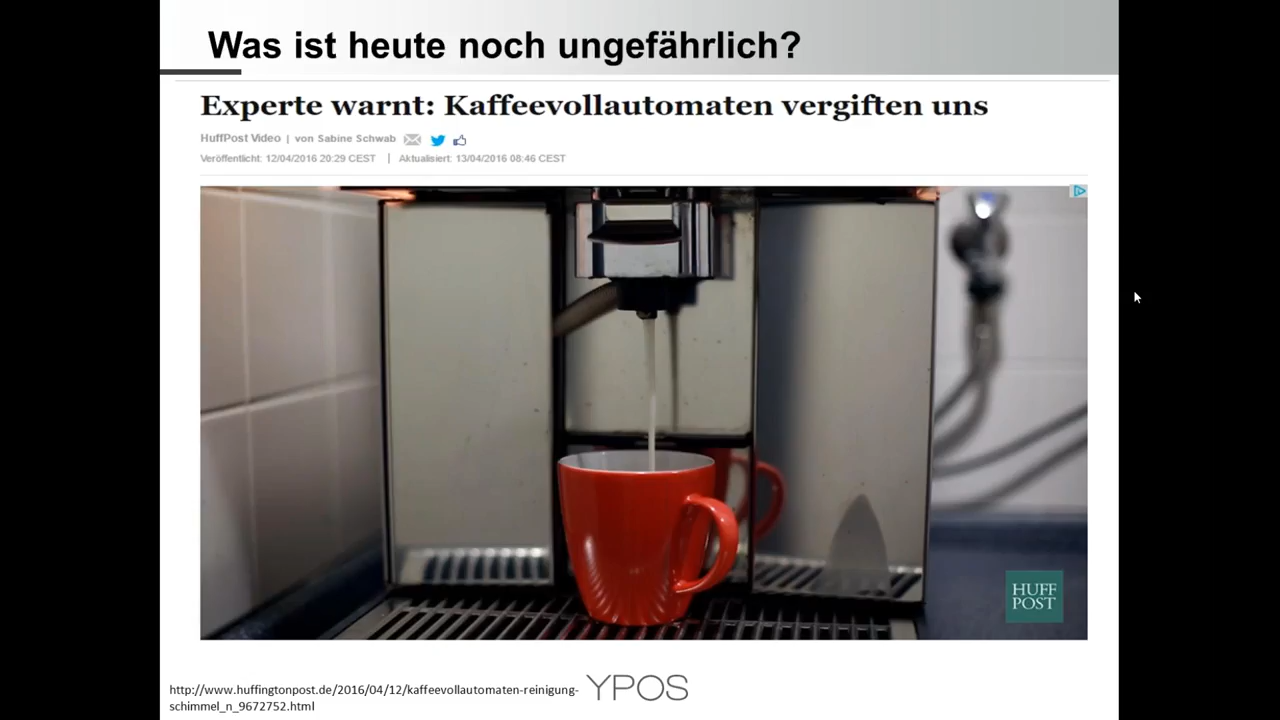 Was ist heute noch ungefährlich?
Experte warnt: Kaffeevollautomaten vergiften uns
HuffPost Video | von Sabine Schwab
Veröffentlicht: 12/04/2016 20:29 CEST | Aktualisiert: 13/04/2016 08:46 CEST
HUFF
POST
http://www.huffingtonpost.de/2016/04/12/kaffeevollautomaten-reinigung-
schimmel_n_9672752.html
YPOS